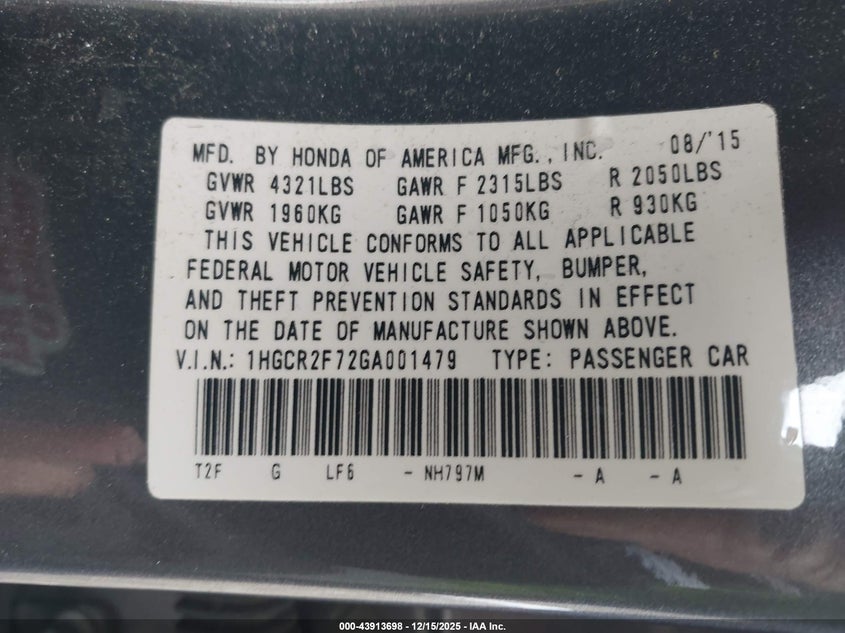 MFD. BY HONDA OF AMERICA MFG., INC. 08/'15
GVWR 4321LBS GAWR F 2315LBS R 2050LBS
GVWR 1960KG GAWR F 1050KG R 930KG
THIS VEHICLE CONFORMS TO ALL APPLICABLE
FEDERAL MOTOR VEHICLE SAFETY, BUMPER,
AND THEFT PREVENTION STANDARDS IN EFFECT
ON THE DATE OF MANUFACTURE SHOWN ABOVE.
V.I.N.: 1HGCR2F72GA001479 TYPE: PASSENGER CAR
T2F G LF6 - NH797M - A - A
000-43913698 - 12/15/2025 - IAA Inc.